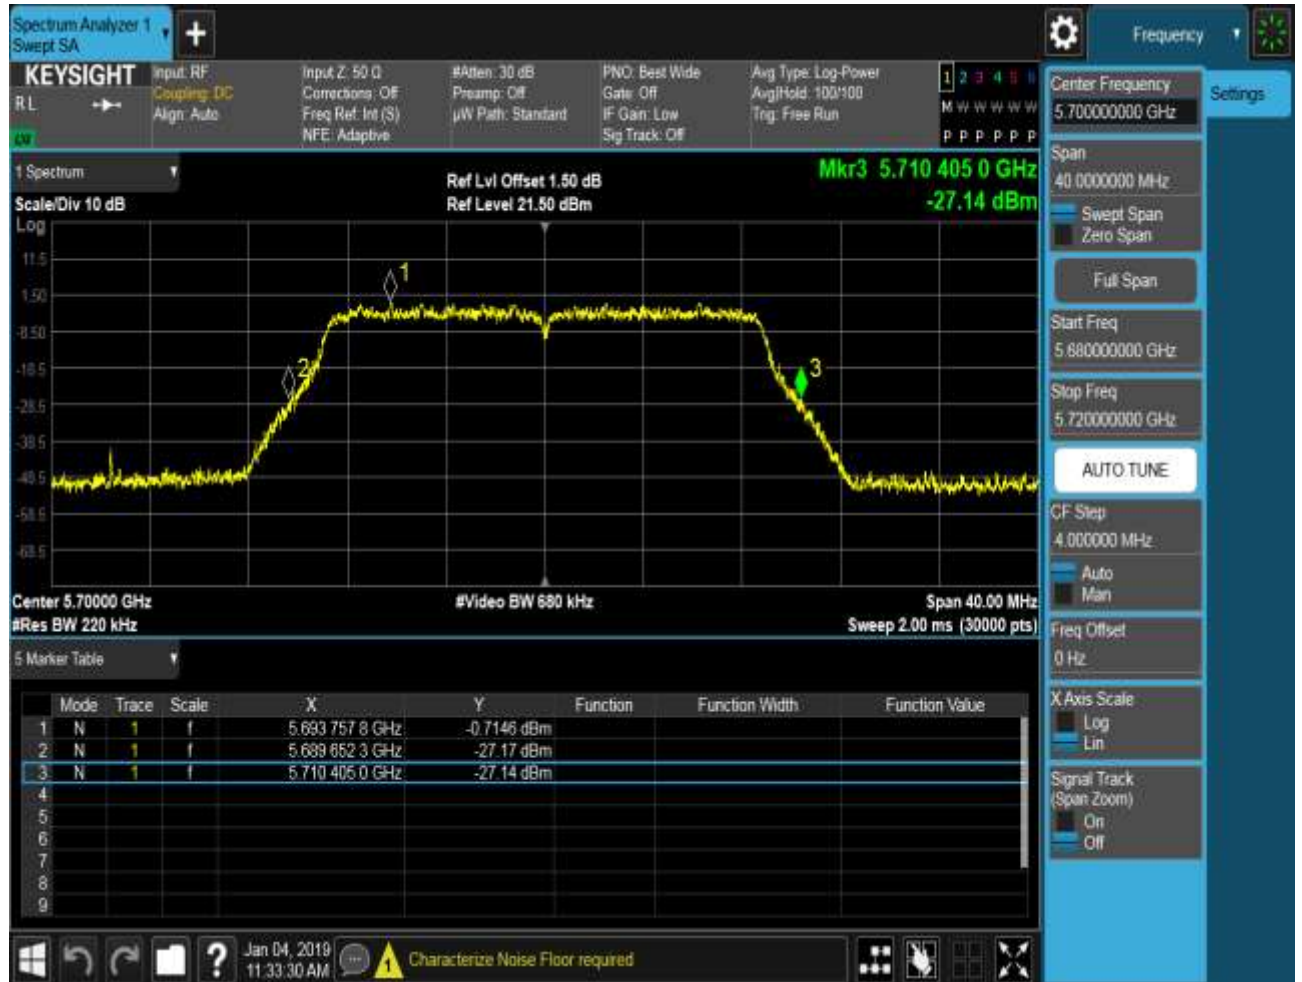 Spectrum Analyzer 1
Swept SA
Frequency
KEYSIGHT
R L
Input: RF
Coupling: DC
Align: Auto
Input Z: 50 Ω
Corrections: Off
Freq Ref: Int (S)
NFE: Adaptive
#Atten: 30 dB
Preamp: Off
µW Path: Standard
PNO: Best Wide
Gate: Off
IF Gain: Low
Sig Track: Off
Avg Type: Log-Power
Avg|Hold: 100/100
Trig: Free Run
1 2 3 4 5 6
M W W W W W
P P P P P P
1 Spectrum
Scale/Div 10 dB
Ref Lvl Offset 1.50 dB
Ref Level 21.50 dBm
Mkr3 5.710 405 0 GHz
-27.14 dBm
Log
11.5
1.50
-8.50
-18.5
-28.5
-38.5
-48.5
-58.5
-68.5
1
2
3
Center 5.70000 GHz
#Video BW 680 kHz
Span 40.00 MHz
#Res BW 220 kHz
Sweep 2.00 ms (30000 pts)
5 Marker Table
Mode Trace Scale X Y Function Function Width Function Value
1 N 1 f 5.693 757 8 GHz -0.7146 dBm
2 N 1 f 5.689 652 3 GHz -27.17 dBm
3 N 1 f 5.710 405 0 GHz -27.14 dBm
4
5
6
7
8
9
Center Frequency
5.700000000 GHz
Settings
Span
40.0000000 MHz
Swept Span
Zero Span
Full Span
Start Freq
5.680000000 GHz
Stop Freq
5.720000000 GHz
AUTO TUNE
CF Step
4.000000 MHz
Auto
Man
Freq Offset
0 Hz
X Axis Scale
Log
Lin
Signal Track
(Span Zoom)
On
Off
Jan 04, 2019
11:33:30 AM
1
Characterize Noise Floor required